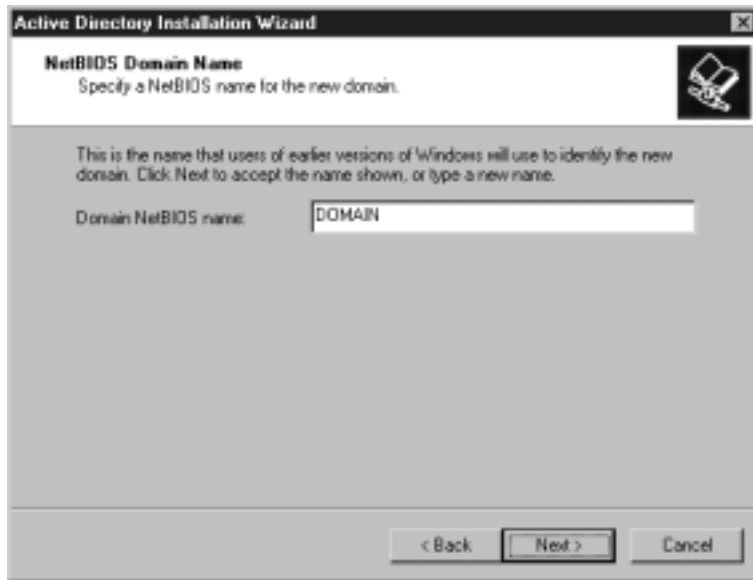 Active Directory Installation Wizard
NetBIOS Domain Name
Specify a NetBIOS name for the new domain.
This is the name that users of earlier versions of Windows will use to identify the new
domain. Click Next to accept the name shown, or type a new name.
Domain NetBIOS name:
DOMAIN
< Back
Next >
Cancel